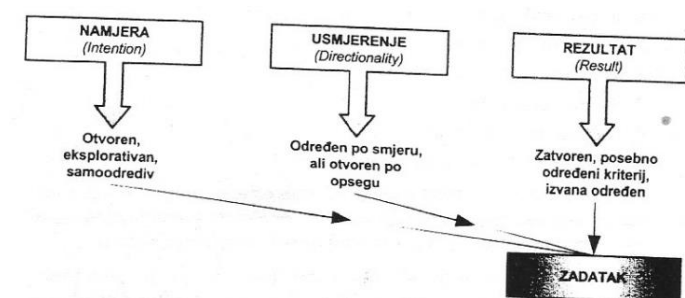 NAMJERA
(Intention)
Otvoren,
eksplorativan,
samoodrediv
USMJERENJE
(Directionality)
Određen po smjeru,
ali otvoren po
opsegu
REZULTAT
(Result)
Zatvoren, posebno
određeni kriterij,
izvana određen
ZADATAK